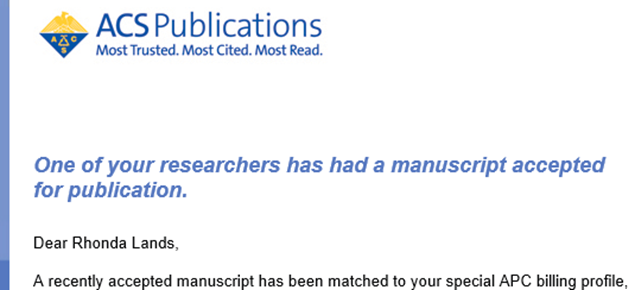 ACS Publications
Most Trusted. Most Cited. Most Read.
A C S
One of your researchers has had a manuscript accepted
for publication.
Dear Rhonda Lands,
A recently accepted manuscript has been matched to your special APC billing profile,